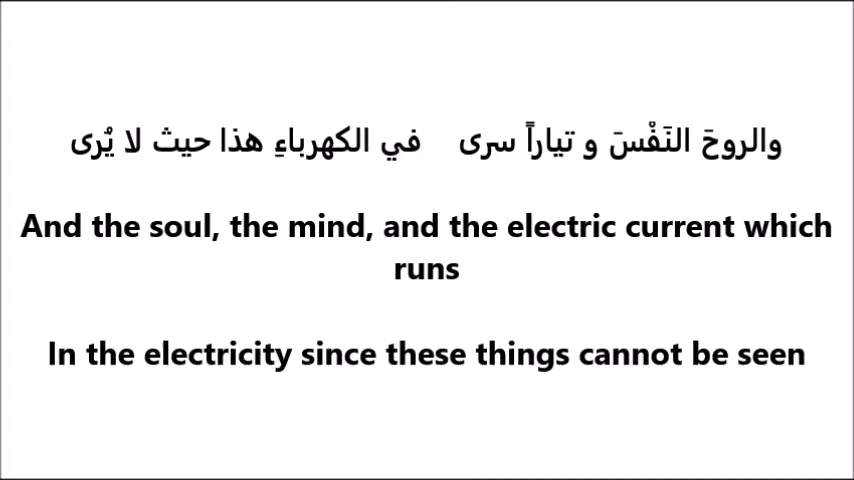 والروحَ النَفْسَ و تياراً سرى    في الكهرباءِ هذا حيث لا يُرى
And the soul, the mind, and the electric current which
runs
In the electricity since these things cannot be seen